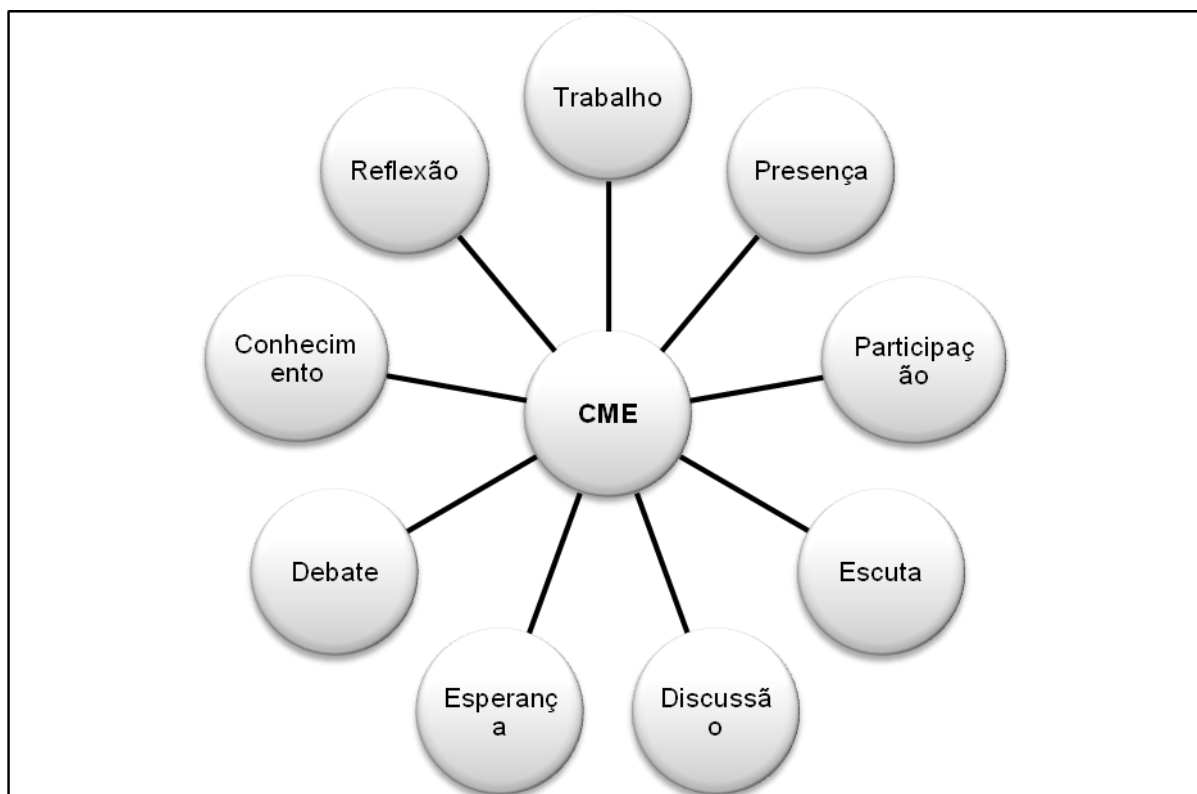 Trabalho
Presença
Participaç
ão
Escuta
Discussã
o
Esperanç
a
Debate
Conhecim
ento
Reflexão
CME